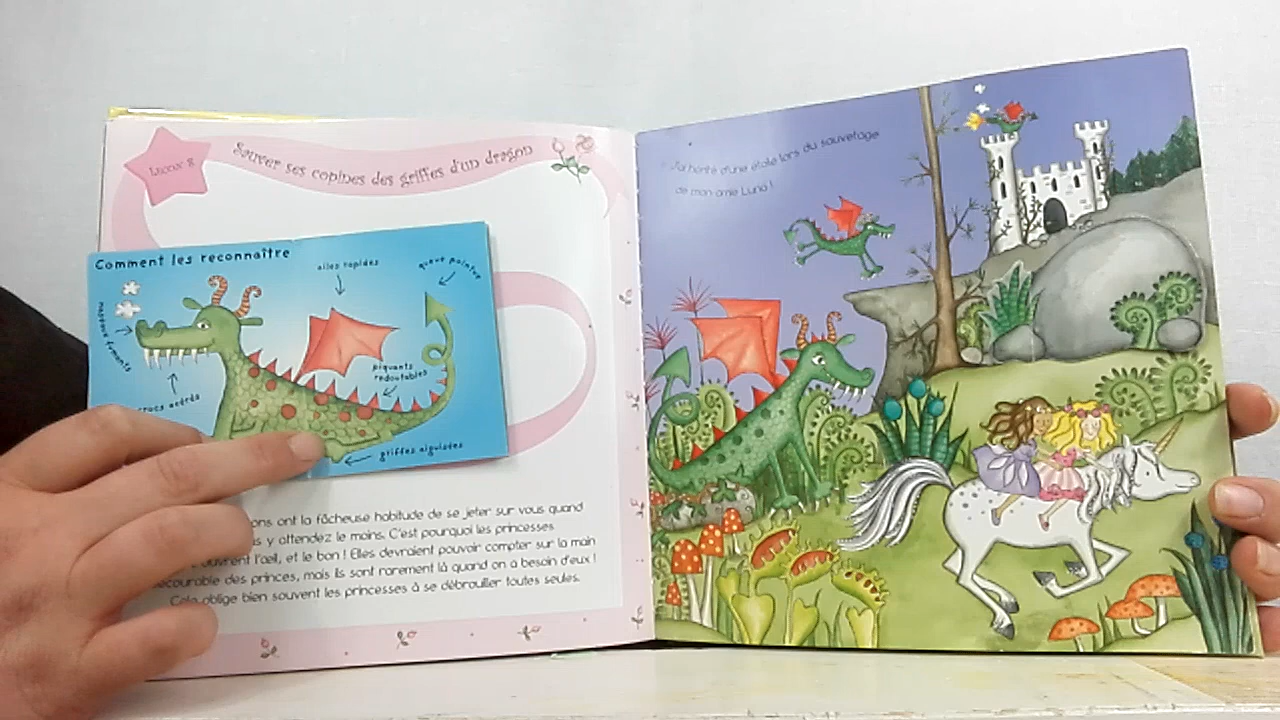 LEÇON 8
Sauver ses copines des griffes d'un dragon
Comment les reconnaître
ailes rapides
queue pointue
naseaux fumants
piquants
redoutables
crocs acérés
griffes aiguisées
ont la fâcheuse habitude de se jeter sur vous quand
y attendez le moins. C'est pourquoi les princesses
ouvrent l'œil, et le bon ! Elles devraient pouvoir compter sur la main
des princes, mais ils sont rarement là quand on a besoin d'eux !
Cela oblige bien souvent les princesses à se débrouiller toutes seules.
J'ai hérité d'une étoile lors du sauvetage
de mon amie Luna !